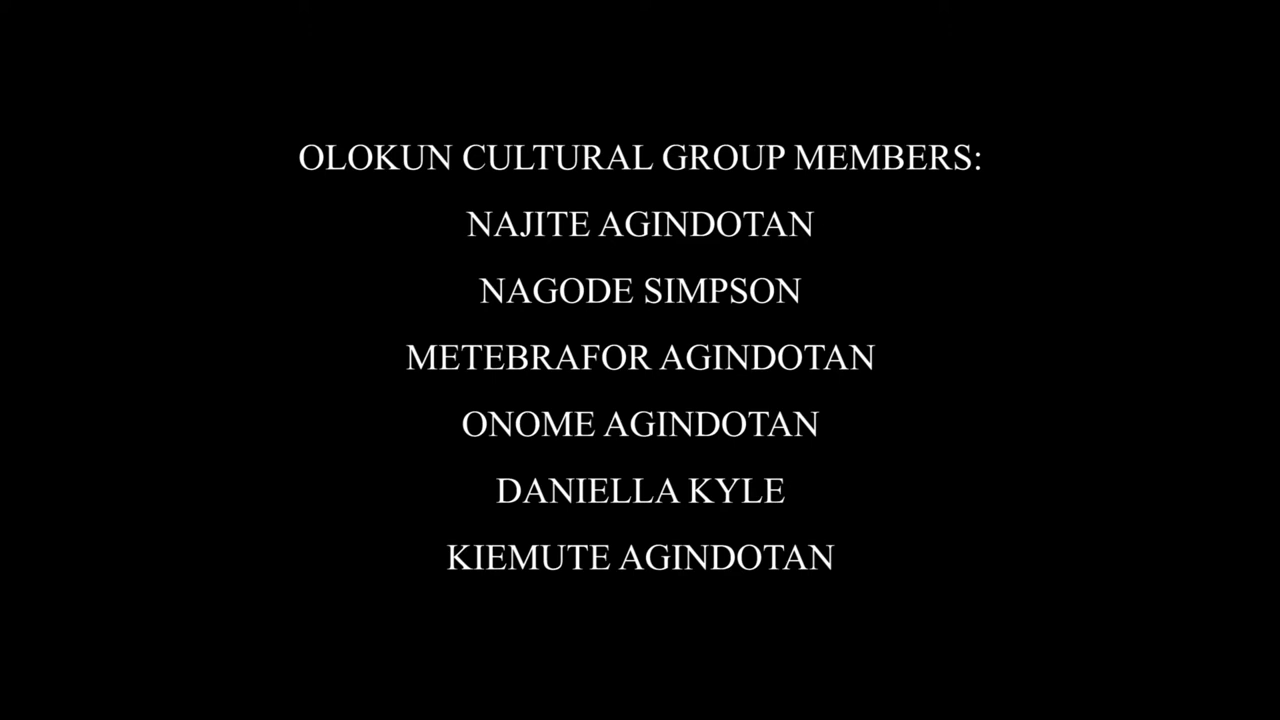 OLOKUN CULTURAL GROUP MEMBERS:
NAJITE AGINDOTAN
NAGODE SIMPSON
METEBRAFOR AGINDOTAN
ONOME AGINDOTAN
DANIELLA KYLE
KIEMUTE AGINDOTAN